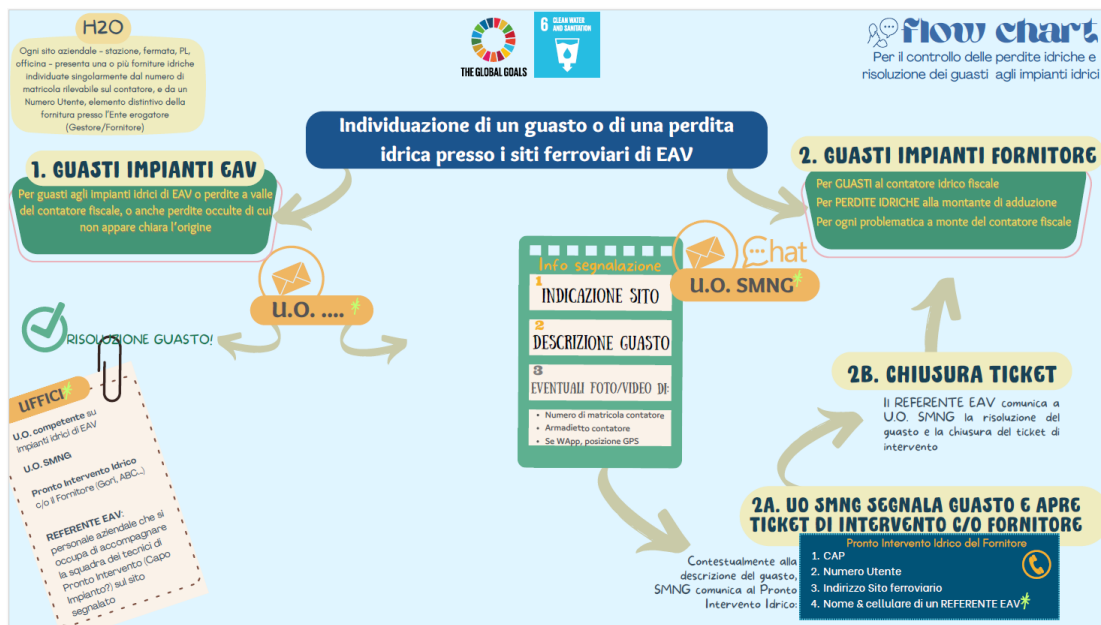 H2O
Ogni sito aziendale - stazione, fermata, PL,
officina - presenta una o più forniture idriche
individuate singolarmente dal numero di
matricola rilevabile sul contatore, e da un
Numero Utente, elemento distintivo della
fornitura presso l'Ente erogatore
(Gestore/Fornitore)
THE GLOBAL GOALS
6 CLEAN WATER
AND SANITATION
flow chart
Per il controllo delle perdite idriche e
risoluzione dei guasti agli impianti idrici
Individuazione di un guasto o di una perdita
idrica presso i siti ferroviari di EAV
1. GUASTI IMPIANTI EAV
Per guasti agli impianti idrici di EAV o perdite a valle
del contatore fiscale, o anche perdite occulte di cui
non appare chiara l'origine
U.O. ....
RISOLUZIONE GUASTO!
UFFICI
U.O. competente su
impianti idrici di EAV
U.O. SMNG
Pronto Intervento Idrico
c/o il Fornitore (Gori, ABC...)
REFERENTE EAV:
personale aziendale che si
occupa di accompagnare
la squadra dei tecnici di
Pronto Intervento (Capo
Impianto?) sul sito
segnalato
2. GUASTI IMPIANTI FORNITORE
Per GUASTI al contatore idrico fiscale
Per PERDITE IDRICHE alla montante di adduzione
Per ogni problematica a monte del contatore fiscale
Chat
U.O. SMNG
Info segnalazione
1
INDICAZIONE SITO
2
DESCRIZIONE GUASTO
3
EVENTUALI FOTO/VIDEO DI:
• Numero di matricola contatore
• Armadietto contatore
• Se WApp, posizione GPS
2A. UO SMNG SEGNALA GUASTO E APRE
TICKET DI INTERVENTO C/O FORNITORE
Contestualmente alla
descrizione del guasto,
SMNG comunica al Pronto
Intervento Idrico:
Pronto Intervento Idrico del Fornitore
1. CAP
2. Numero Utente
3. Indirizzo Sito ferroviario
4. Nome & cellulare di un REFERENTE EAV
2B. CHIUSURA TICKET
Il REFERENTE EAV comunica a
U.O. SMNG la risoluzione del
guasto e la chiusura del ticket di
intervento